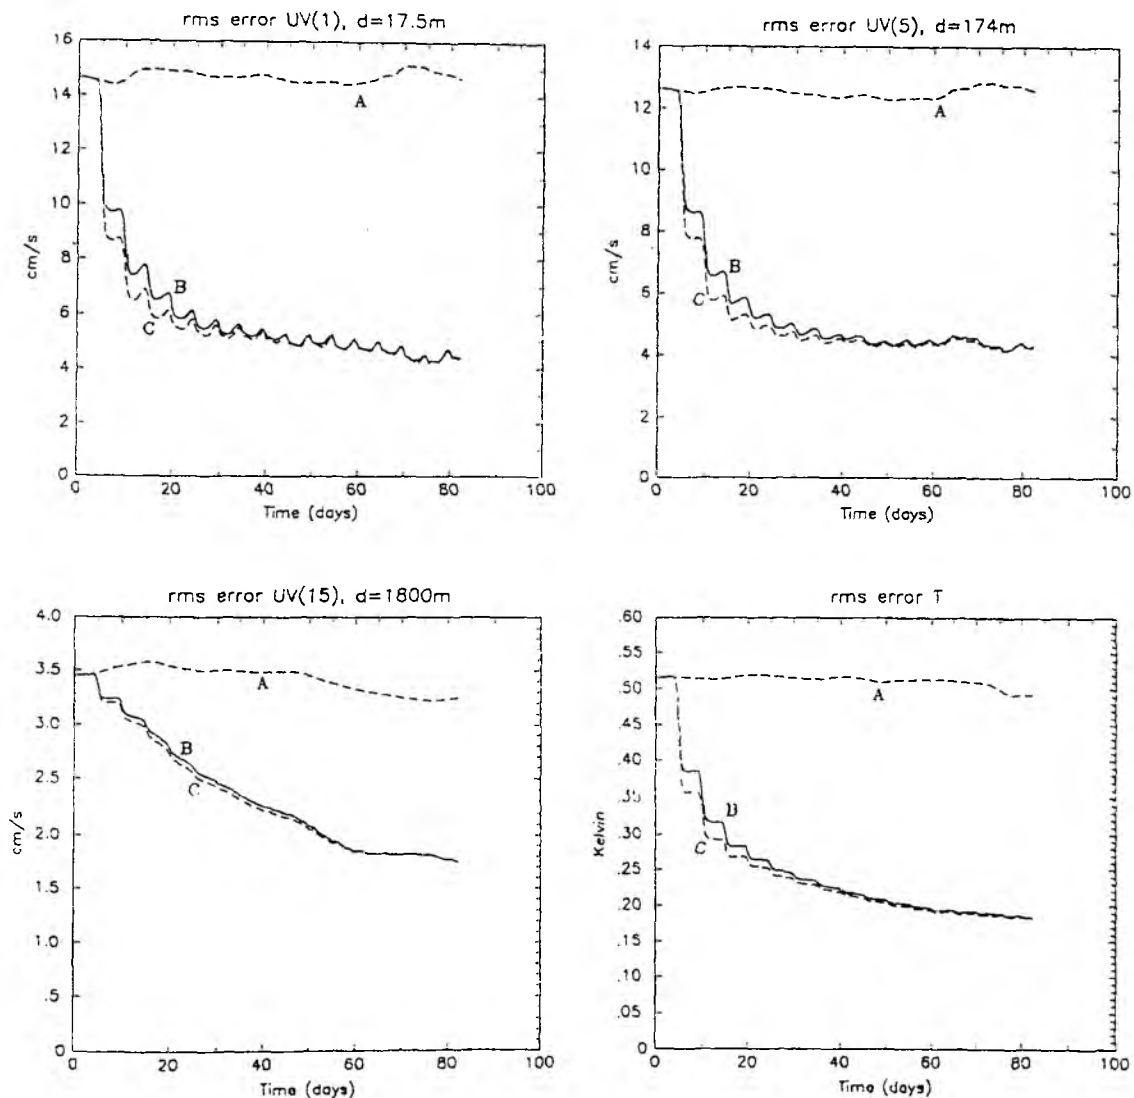 rms error UV(1), d=17.5m
16
14
12
10
8
6
4
2
0
cm/s
A
B
C
0 20 40 60 80 100
Time (days)
rms error UV(5), d=174m
14
12
10
8
6
4
2
0
cm/s
A
B
C
0 20 40 60 80 100
Time (days)
rms error UV(15), d=1800m
4.0
3.5
3.0
2.5
2.0
1.5
1.0
.5
0
cm/s
A
B
C
0 20 40 60 80 100
Time (days)
rms error T
.60
.55
.50
.45
.40
.35
.30
.25
.20
.15
.10
.05
0
Kelvin
A
B
C
0 20 40 60 80 100
Time (days)